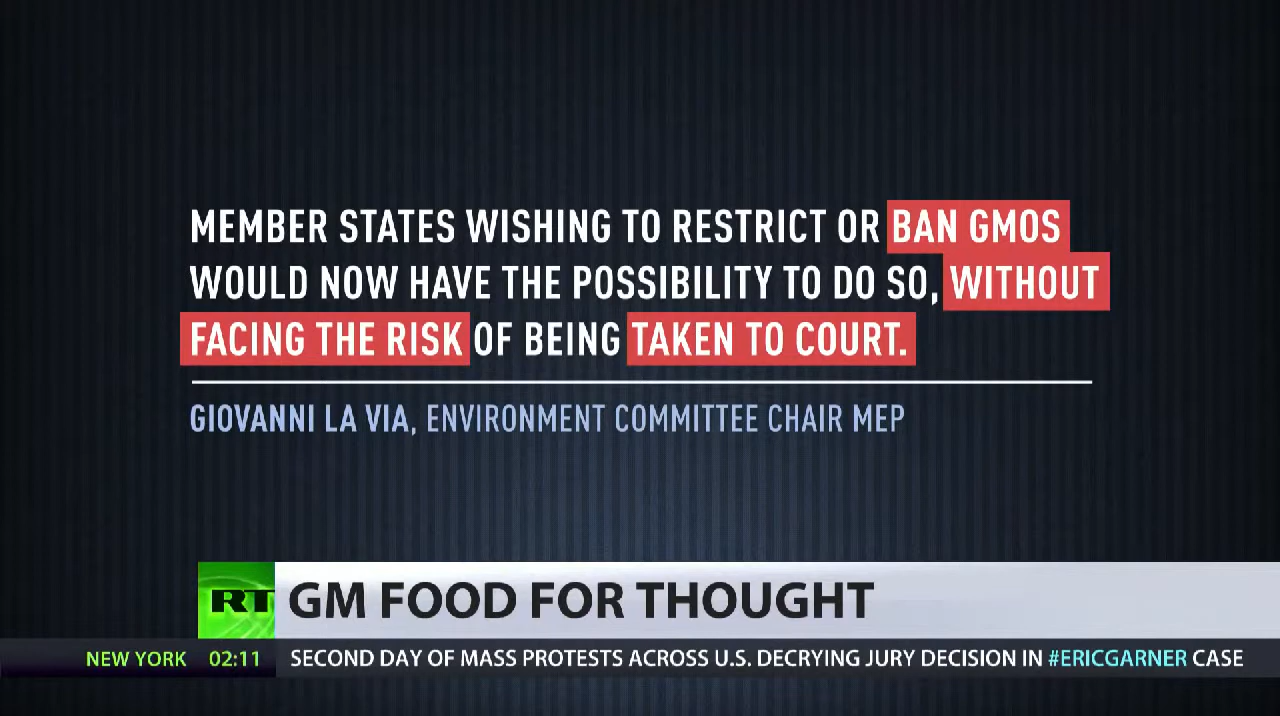 MEMBER STATES WISHING TO RESTRICT OR BAN GMOS
WOULD NOW HAVE THE POSSIBILITY TO DO SO, WITHOUT
FACING THE RISK OF BEING TAKEN TO COURT.
GIOVANNI LA VIA, ENVIRONMENT COMMITTEE CHAIR MEP
RT GM FOOD FOR THOUGHT
NEW YORK 02:11 SECOND DAY OF MASS PROTESTS ACROSS U.S. DECRYING JURY DECISION IN #ERICGARNER CASE